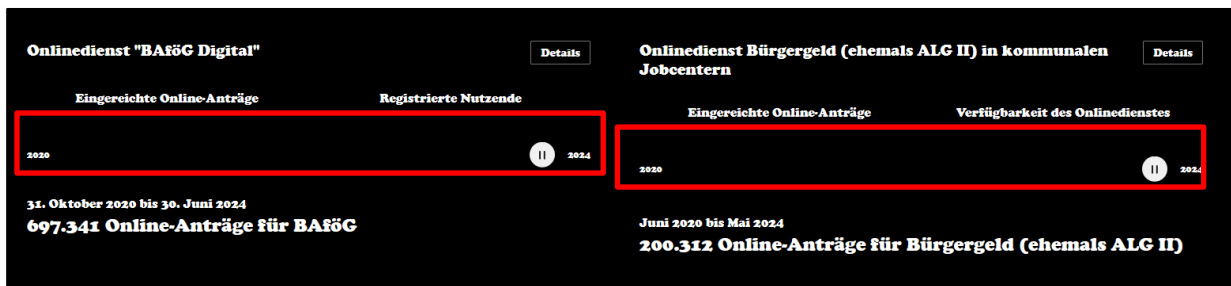 Onlinedienst "BAföG Digital"
Details
Eingereichte Online-Anträge
Registrierte Nutzende
2020
2024
31. Oktober 2020 bis 30. Juni 2024
697.341 Online-Anträge für BAföG
Onlinedienst Bürgergeld (ehemals ALG II) in kommunalen
Jobcentern
Details
Eingereichte Online-Anträge
Verfügbarkeit des Onlinedienstes
2020
2024
Juni 2020 bis Mai 2024
200.312 Online-Anträge für Bürgergeld (ehemals ALG II)